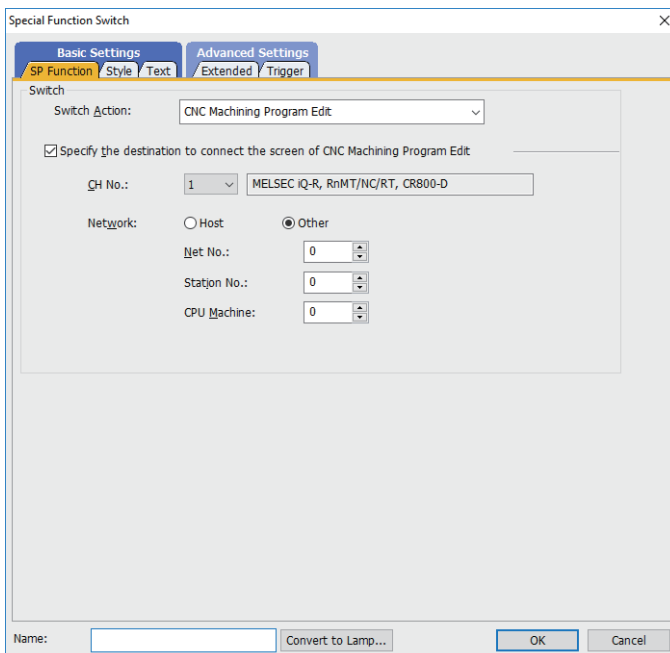 Special Function Switch
Basic Settings Advanced Settings
SP Function Style Text Extended Trigger
Switch
Switch Action: CNC Machining Program Edit
Specify the destination to connect the screen of CNC Machining Program Edit
CH No.: 1 MELSEC iQ-R, RnMT/NC/RT, CR800-D
Network: Host Other
Net No.: 0
Station No.: 0
CPU Machine: 0
Name: Convert to Lamp... OK Cancel